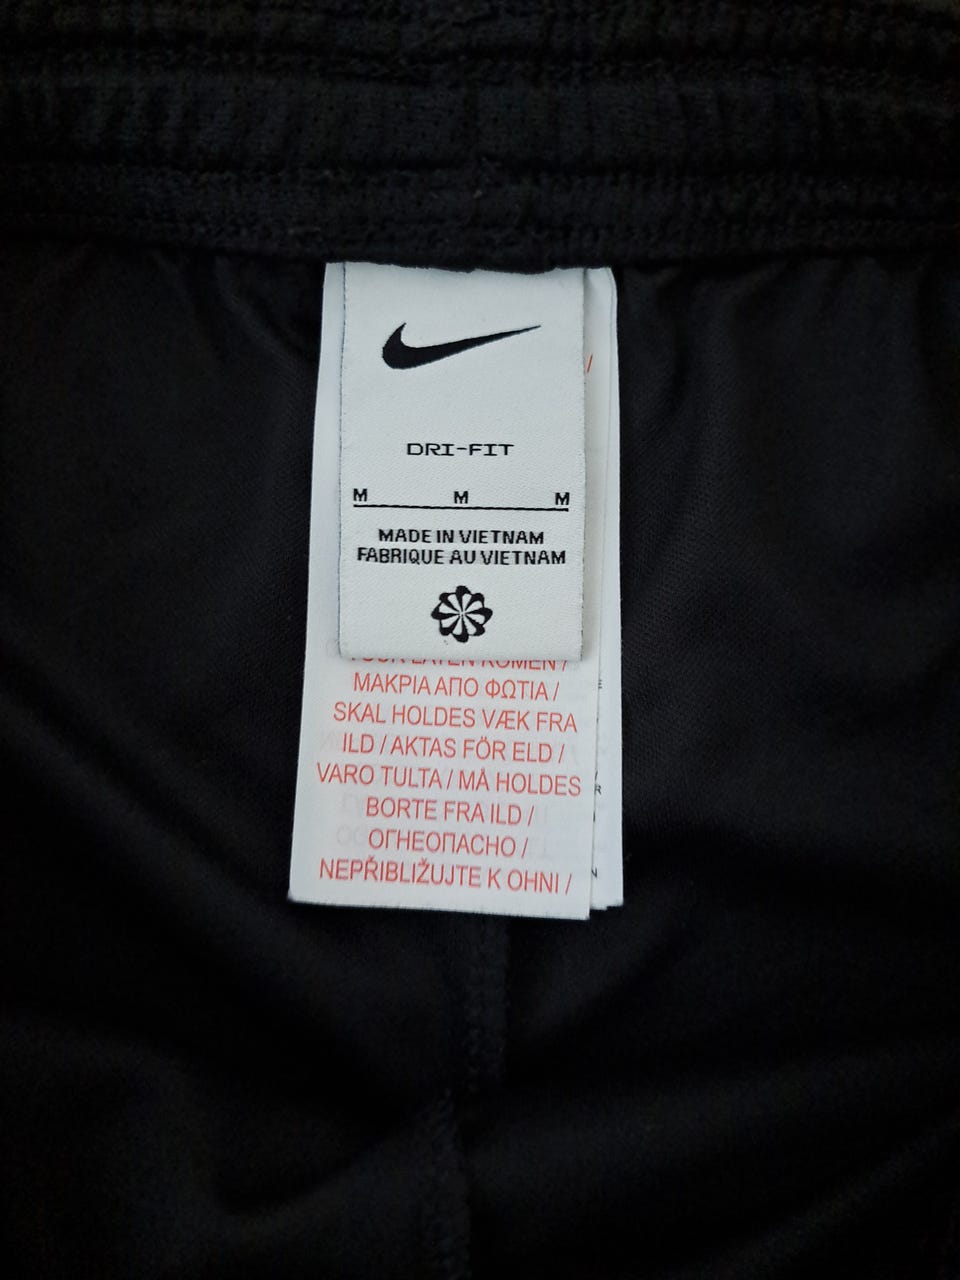 DRI-FIT
M M M
MADE IN VIETNAM
FABRIQUE AU VIETNAM
ΜΑΚΡΙΑ ΑΠΟ ΦΩΤΙΑ /
SKAL HOLDES VÆK FRA
ILD / AKTAS FÖR ELD /
VARO TULTA / MÅ HOLDES
BORTE FRA ILD /
ОГНЕОПАСНО /
NEPŘIBLIŽUJTE K OHNI /